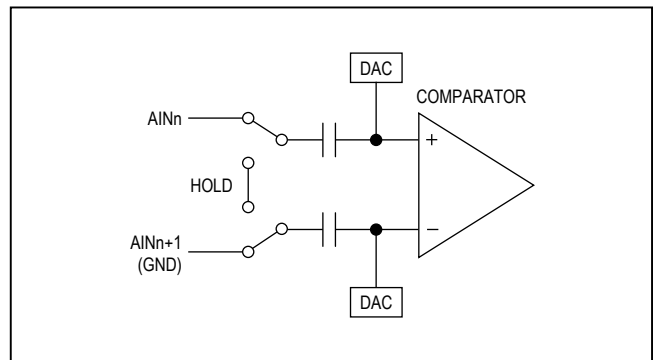 DAC
COMPARATOR
AINn
+
HOLD
AINn+1
(GND)
−
DAC